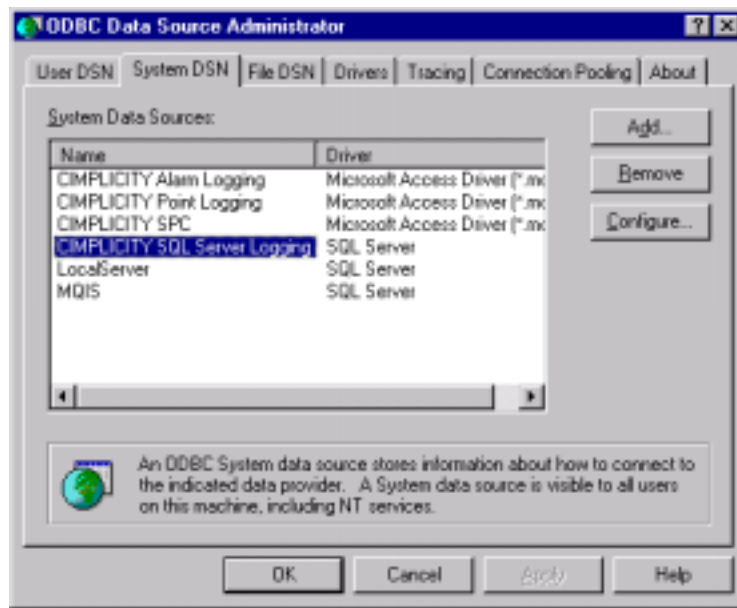 ODBC Data Source Administrator
User DSN System DSN File DSN Drivers Tracing Connection Pooling About
System Data Sources:
Add...
Name Driver
CIMPLICITY Alarm Logging Microsoft Access Driver (*.md
Remove
CIMPLICITY Point Logging Microsoft Access Driver (*.md
CIMPLICITY SPC Microsoft Access Driver (*.md
Configure...
CIMPLICITY SQL Server Logging SQL Server
LocalServer SQL Server
MQIS SQL Server
An ODBC System data source stores information about how to connect to
the indicated data provider. A System data source is visible to all users
on this machine, including NT services.
OK Cancel Apply Help